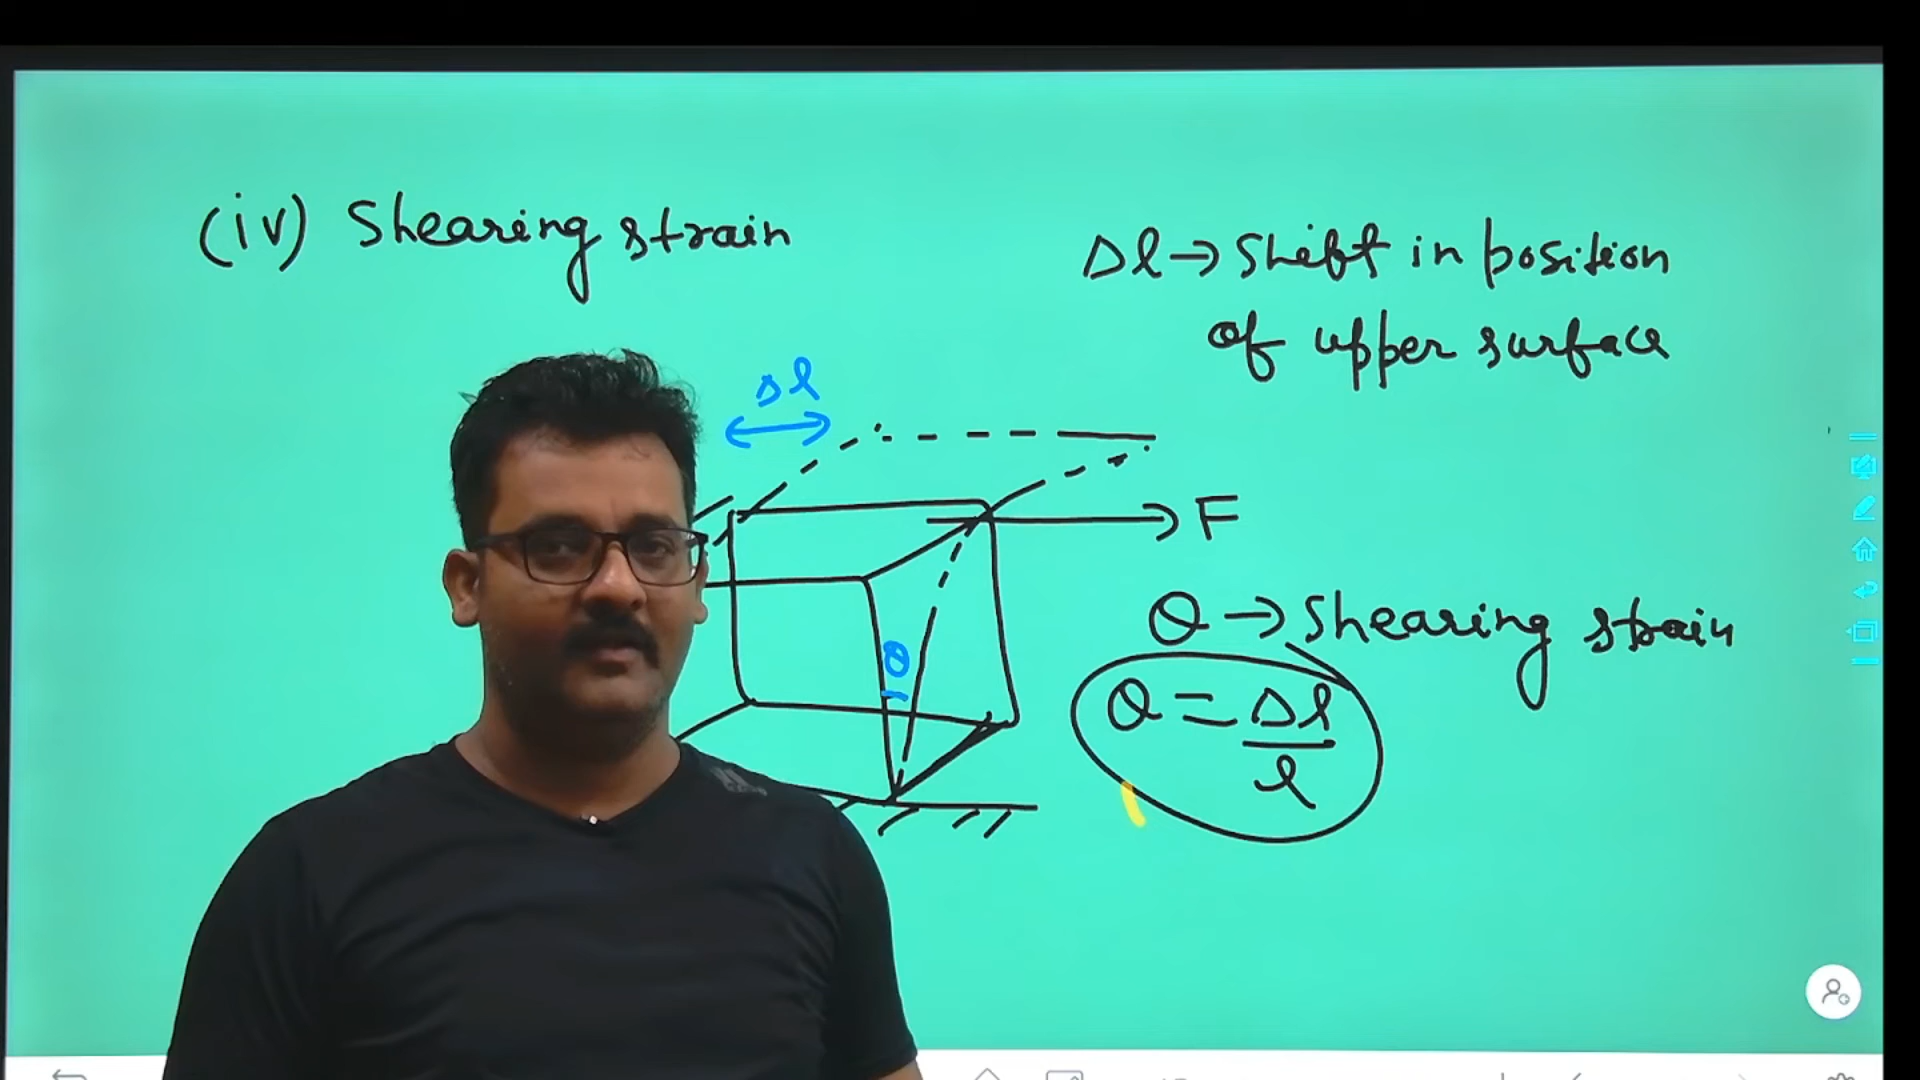 (iv) Shearing strain
Δl → Shift in position
of upper surface
Δl
F
θ
θ → Shearing strain
θ = Δl
l